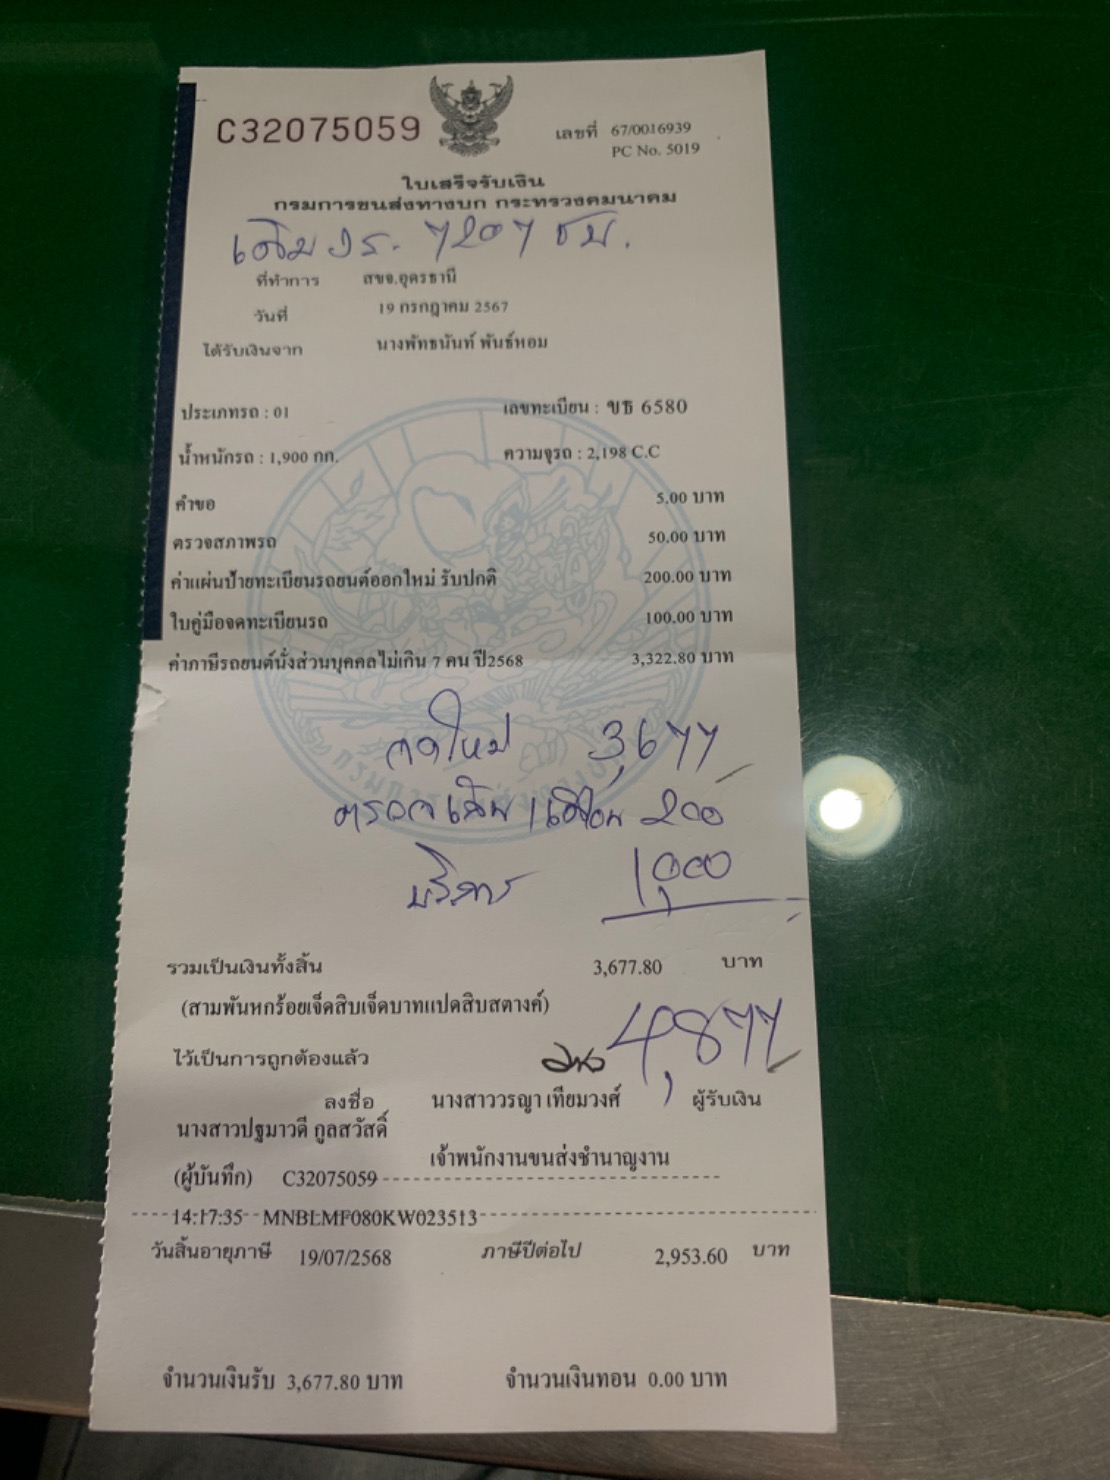 C32075059
เลขที่ 67/0016939
PC No. 5019
ใบเสร็จรับเงิน
กรมการขนส่งทางบก กระทรวงคมนาคม
เดิม 7207 ชบ.
ที่ทำการ สขจ.อุดรธานี
วันที่ 19 กรกฎาคม 2567
ได้รับเงินจาก นางพัทธนันท์ พันธ์หอม
ประเภทรถ : 01 เลขทะเบียน : ขธ 6580
น้ำหนักรถ : 1,900 กก. ความจุรถ : 2,198 C.C
คำขอ 5.00 บาท
ตรวจสภาพรถ 50.00 บาท
ค่าแผ่นป้ายทะเบียนรถยนต์ออกใหม่ รับปกติ 200.00 บาท
ใบคู่มือจดทะเบียนรถ 100.00 บาท
ค่าภาษีรถยนต์นั่งส่วนบุคคลไม่เกิน 7 คน ปี2568 3,322.80 บาท
จดใหม่ 3,677
ตรวจ 200
บริการ 1,000
รวมเป็นเงินทั้งสิ้น 3,677.80 บาท
(สามพันหกร้อยเจ็ดสิบเจ็ดบาทแปดสิบสตางค์)
4,877
ไว้เป็นการถูกต้องแล้ว
ลงชื่อ นางสาววรญา เทียมวงศ์ ผู้รับเงิน
นางสาวปฐมาวดี กูลสวัสดิ์
เจ้าพนักงานขนส่งชำนาญงาน
(ผู้บันทึก) C32075059
14:17:35 MNBLMF080KW023513
วันสิ้นอายุภาษี 19/07/2568 ภาษีปีต่อไป 2,953.60 บาท
จำนวนเงินรับ 3,677.80 บาท จำนวนเงินทอน 0.00 บาท